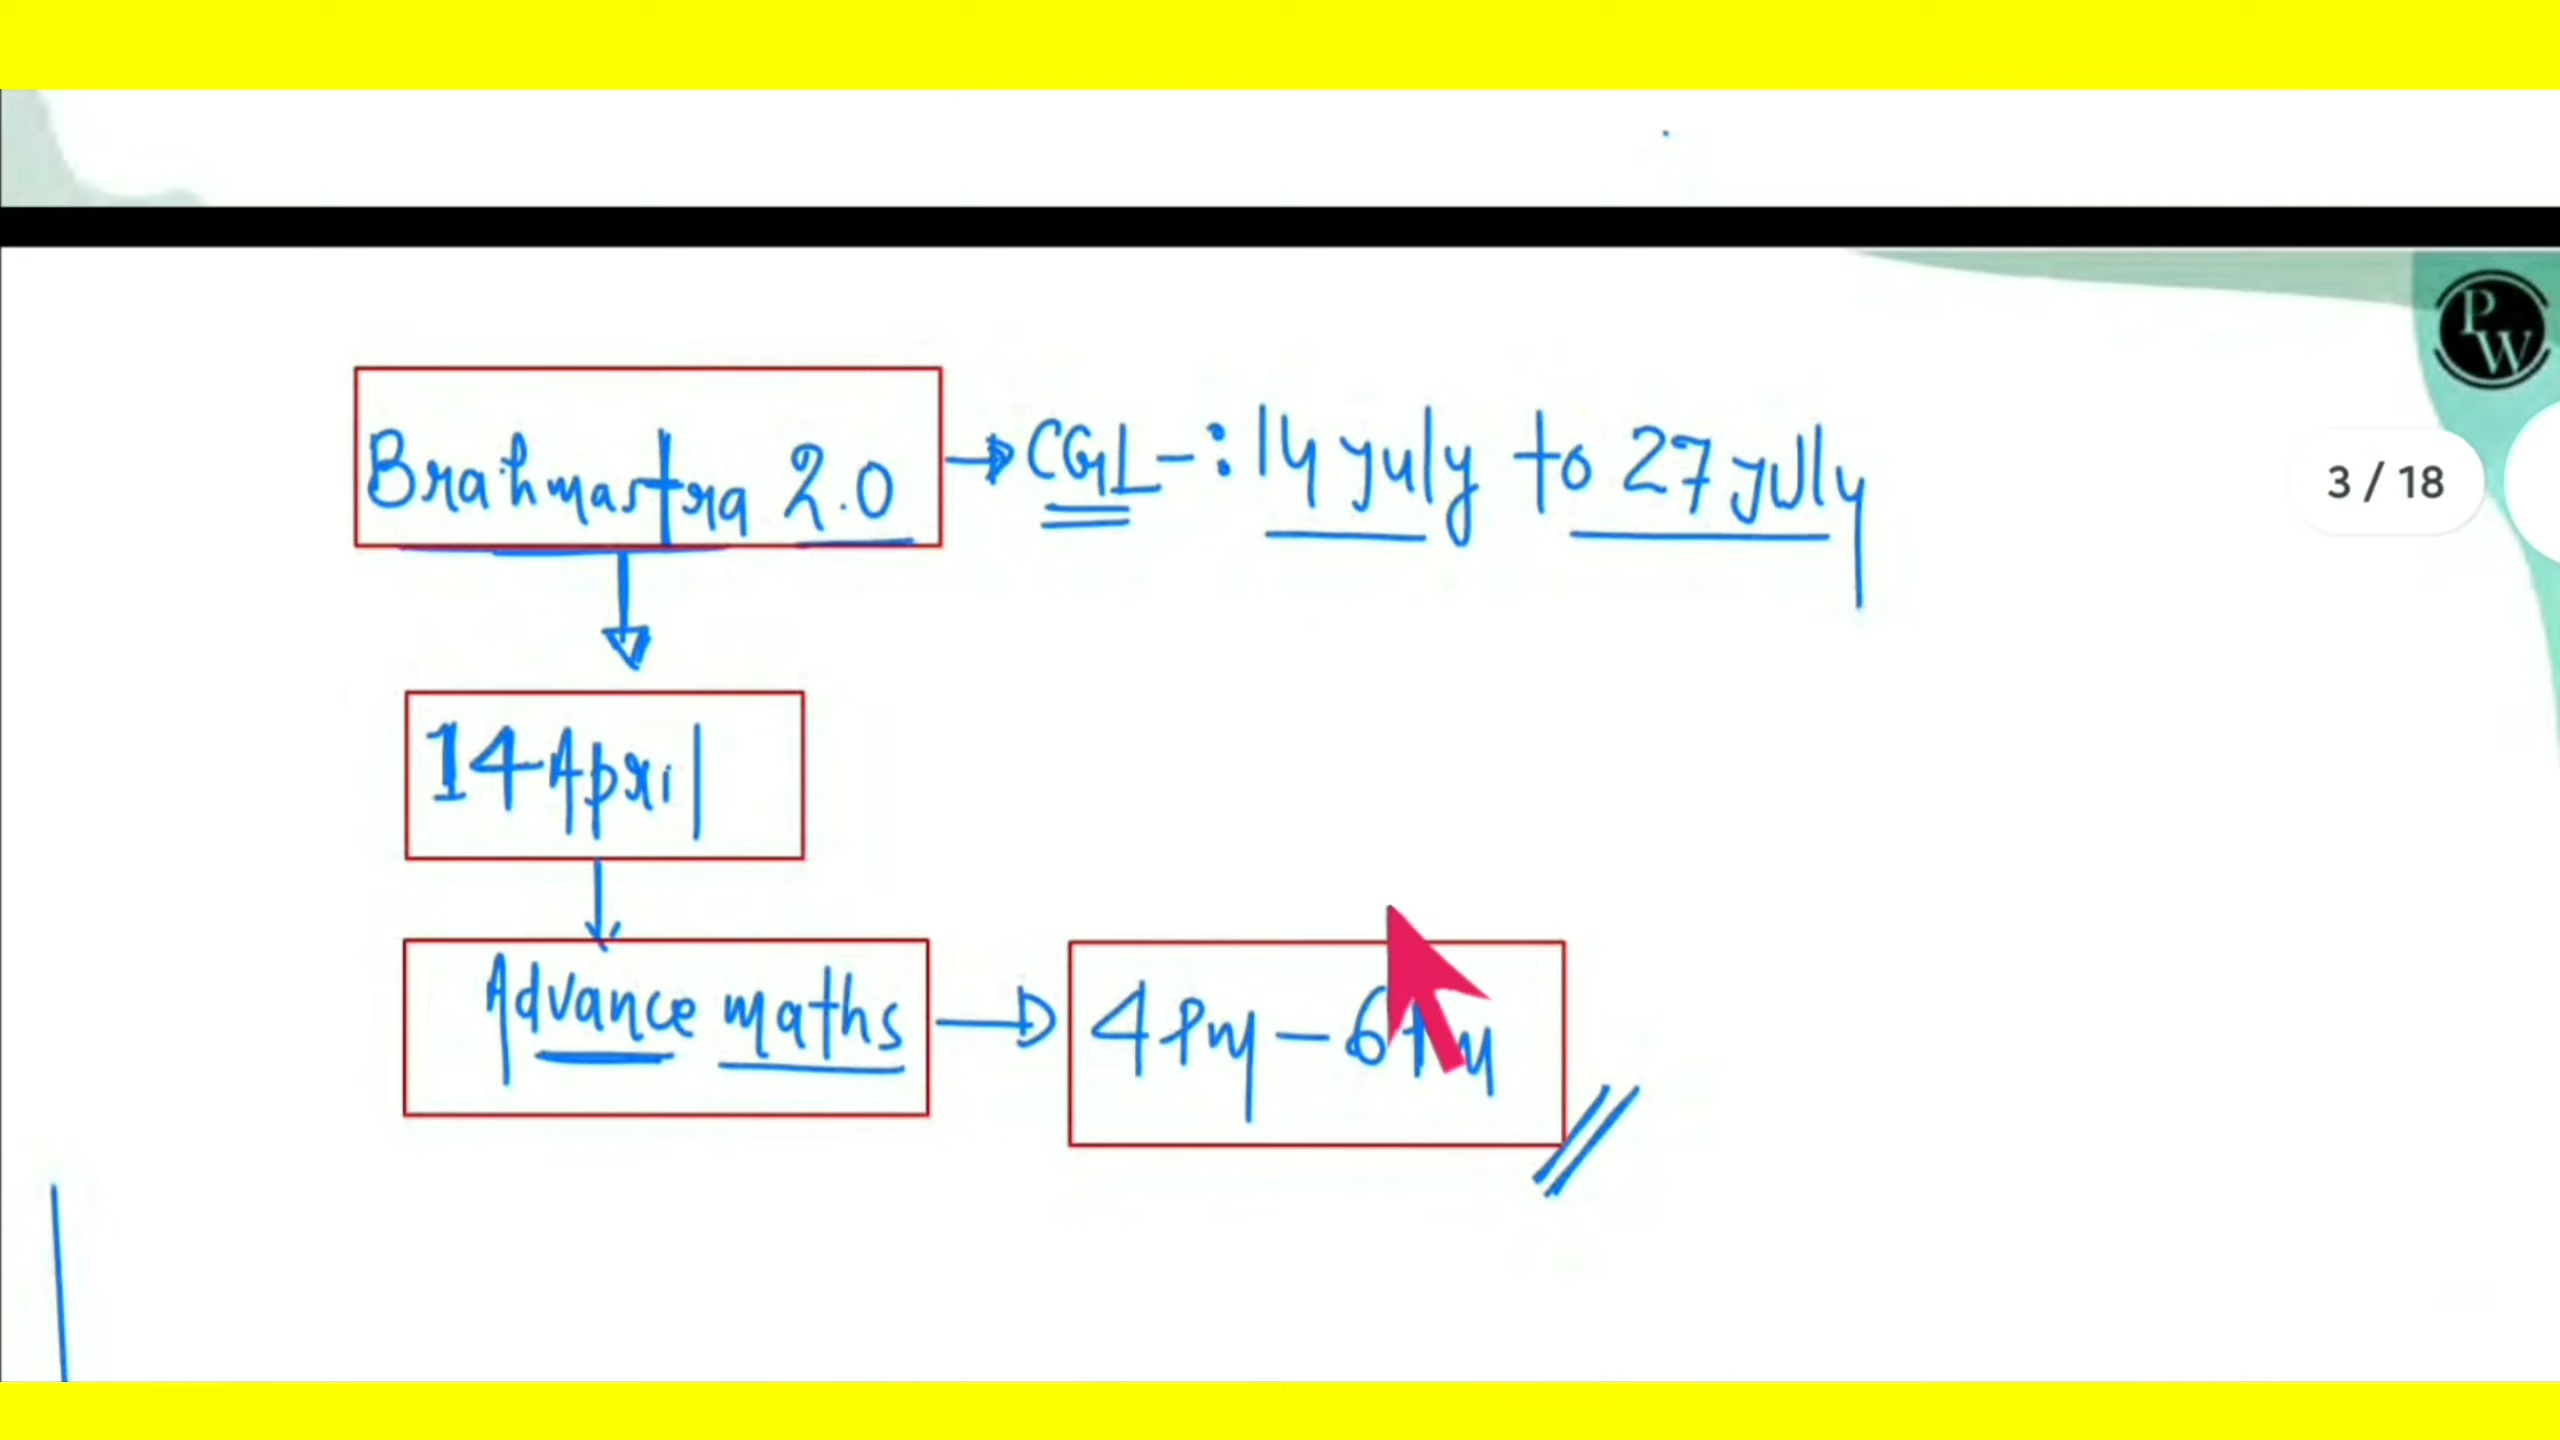 PW
Brahmastra 2.0 → CGL -: 14 july to 27 july
3 / 18
14 April
Advance maths → 4 PM - 6 PM